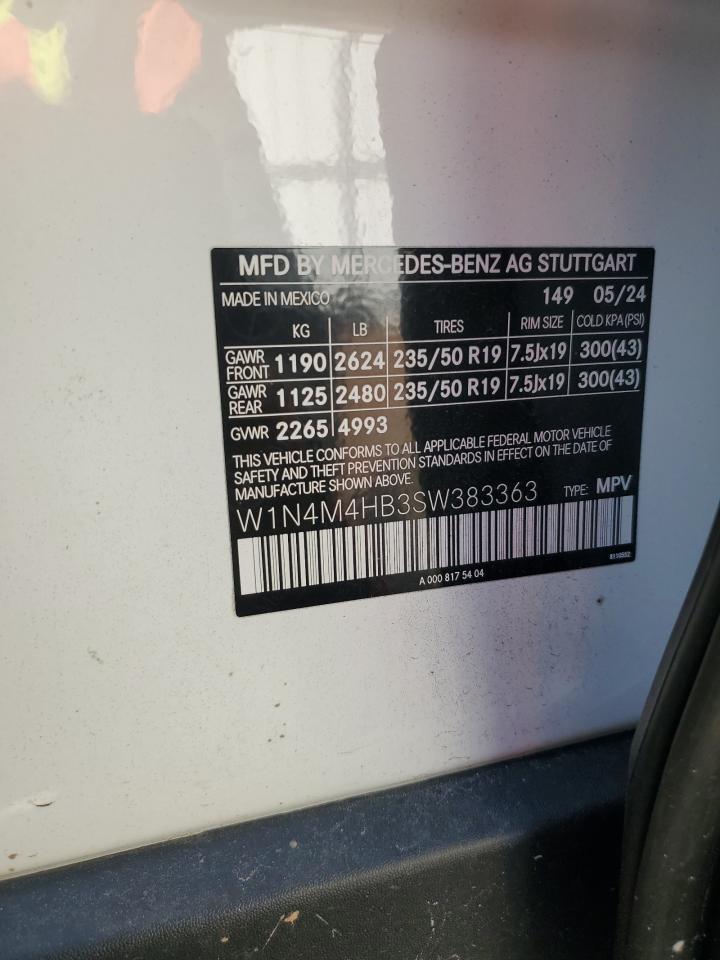 MFD BY MERCEDES-BENZ AG STUTTGART
MADE IN MEXICO 149 05/24
KG LB TIRES RIM SIZE COLD KPA(PSI)
GAWR FRONT 1190 2624 235/50 R19 7.5Jx19 300(43)
GAWR REAR 1125 2480 235/50 R19 7.5Jx19 300(43)
GVWR 2265 4993
THIS VEHICLE CONFORMS TO ALL APPLICABLE FEDERAL MOTOR VEHICLE
SAFETY AND THEFT PREVENTION STANDARDS IN EFFECT ON THE DATE OF
MANUFACTURE SHOWN ABOVE.
W1N4M4HB3SW383363 TYPE: MPV
A 000 817 54 04